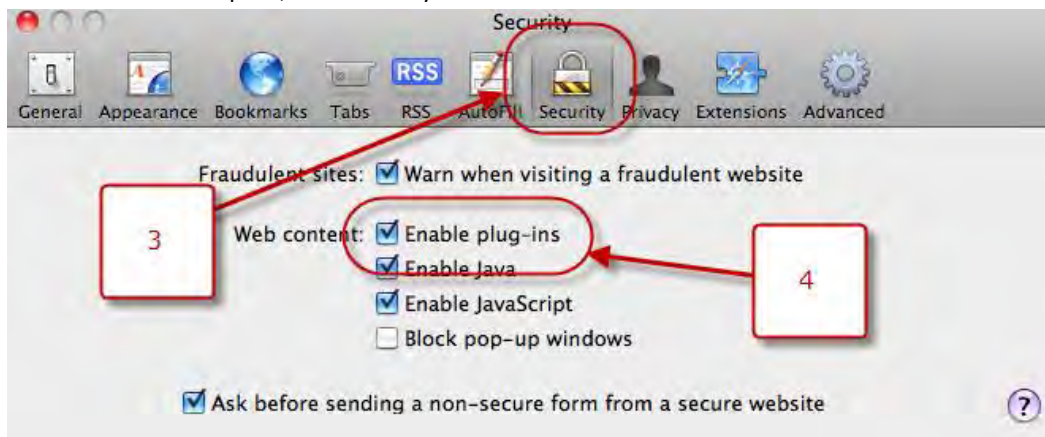 Security
RSS
General Appearance Bookmarks Tabs RSS AutoFill Security Privacy Extensions Advanced
Fraudulent sites: Warn when visiting a fraudulent website
3
Web content: Enable plug-ins
Enable Java
4
Enable JavaScript
Block pop-up windows
Ask before sending a non-secure form from a secure website
?